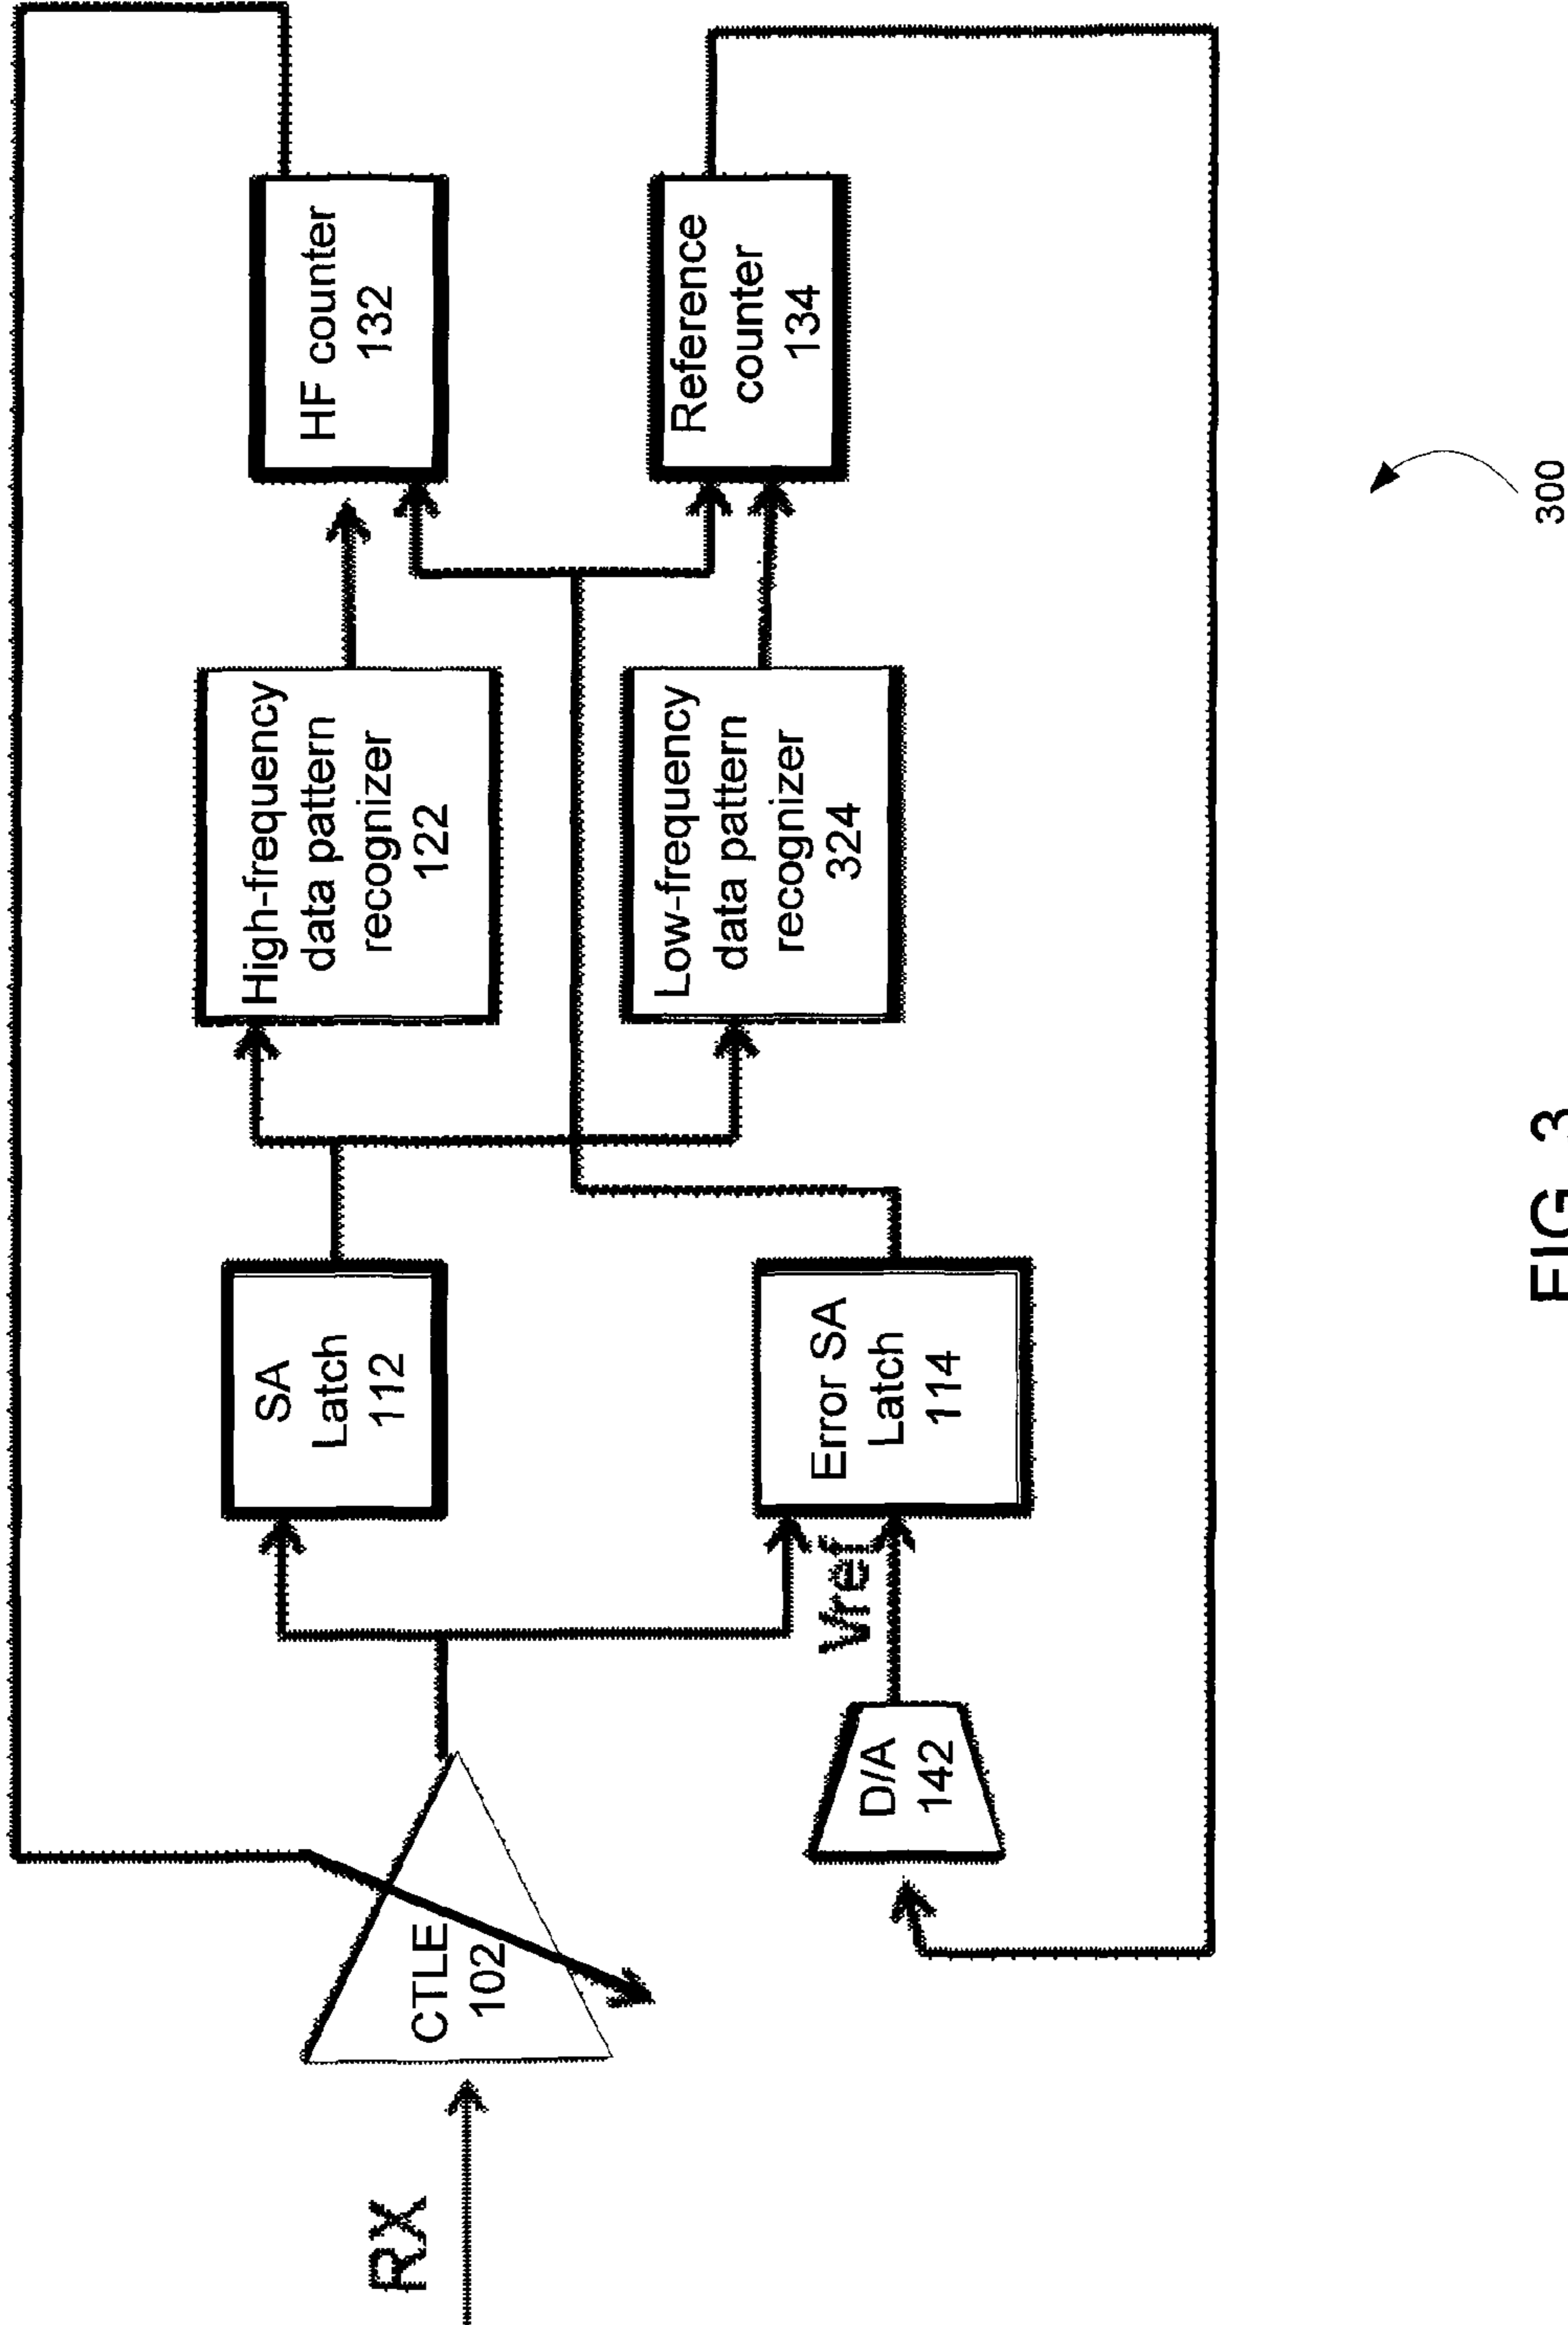 RX
CTLE
102
SA
Latch
112
High-frequency
data pattern
recognizer
122
HF counter
132
D/A
142
Vref
Error SA
Latch
114
Low-frequency
data pattern
recognizer
324
Reference
counter
134
300
FIG. 3